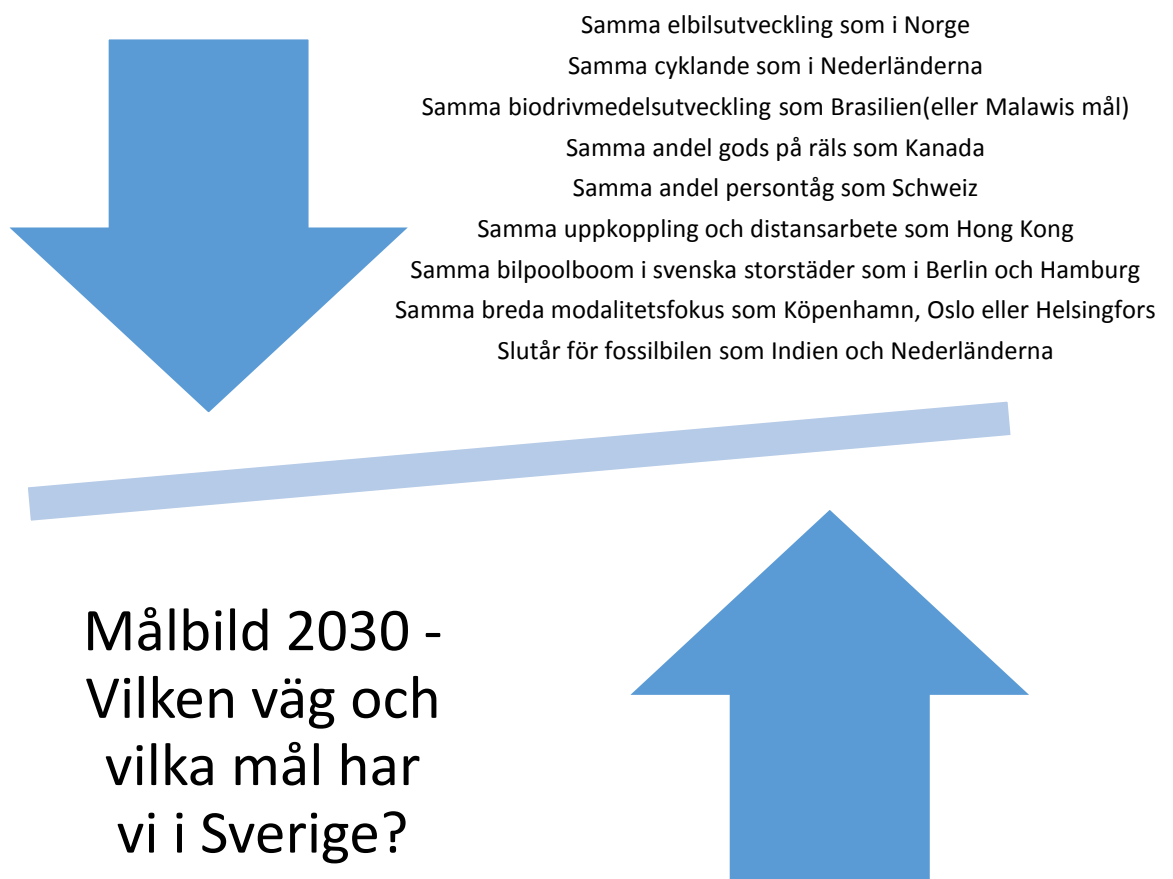 Samma elbilsutveckling som i Norge
Samma cyklande som i Nederländerna
Samma biodrivmedelsutveckling som Brasilien(eller Malawis mål)
Samma andel gods på räls som Kanada
Samma andel persontåg som Schweiz
Samma uppkoppling och distansarbete som Hong Kong
Samma bilpoolboom i svenska storstäder som i Berlin och Hamburg
Samma breda modalitetsfokus som Köpenhamn, Oslo eller Helsingfors
Slutår för fossilbilen som Indien och Nederländerna
Målbild 2030 -
Vilken väg och
vilka mål har
vi i Sverige?